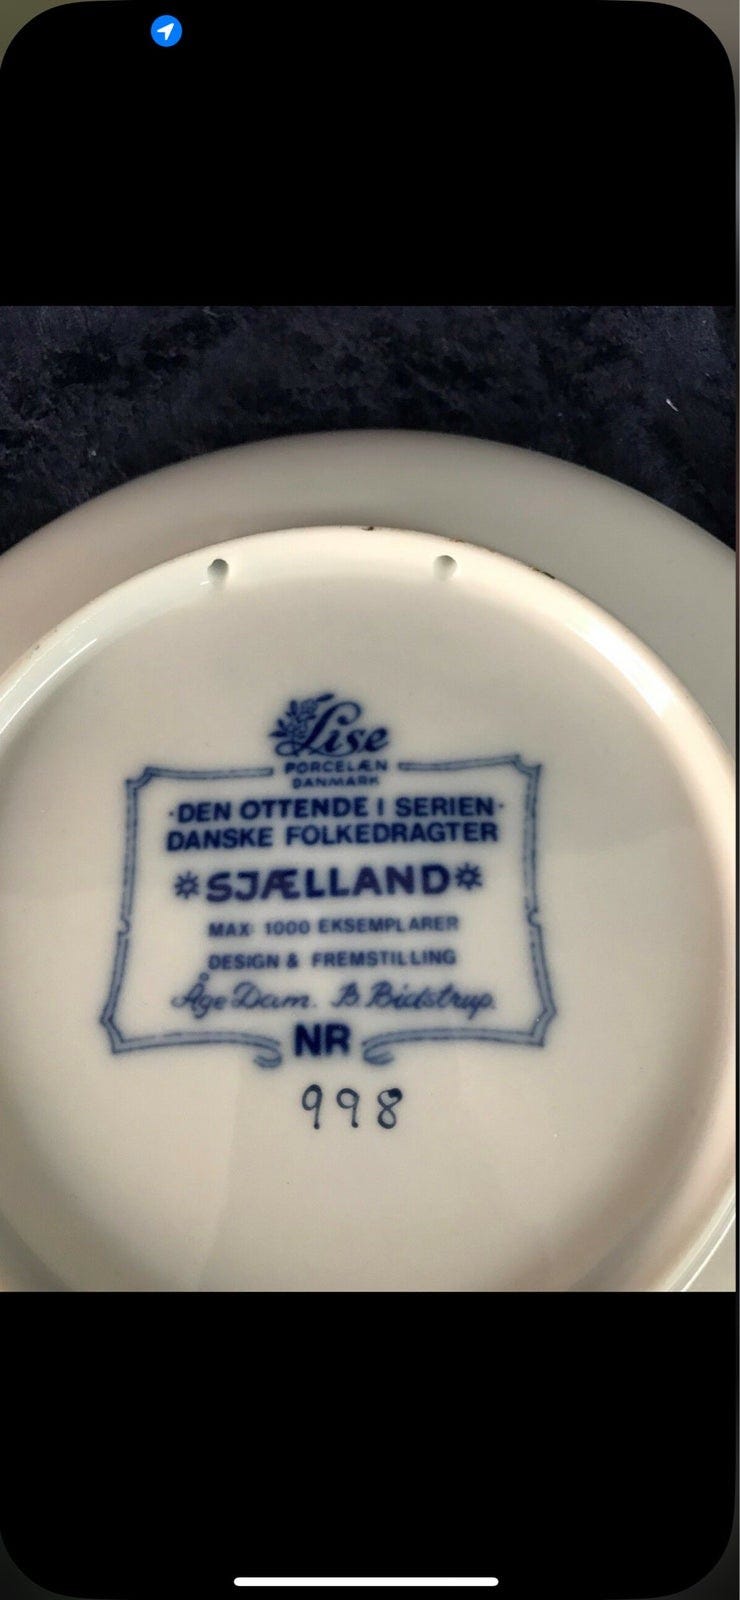 Lise
PORCELÆN
DANMARK
·DEN OTTENDE I SERIEN·
DANSKE FOLKEDRAGTER
*SJÆLLAND*
MAX 1000 EKSEMPLARER
DESIGN & FREMSTILLING
Åge Dam. B Bidstrup.
NR
998